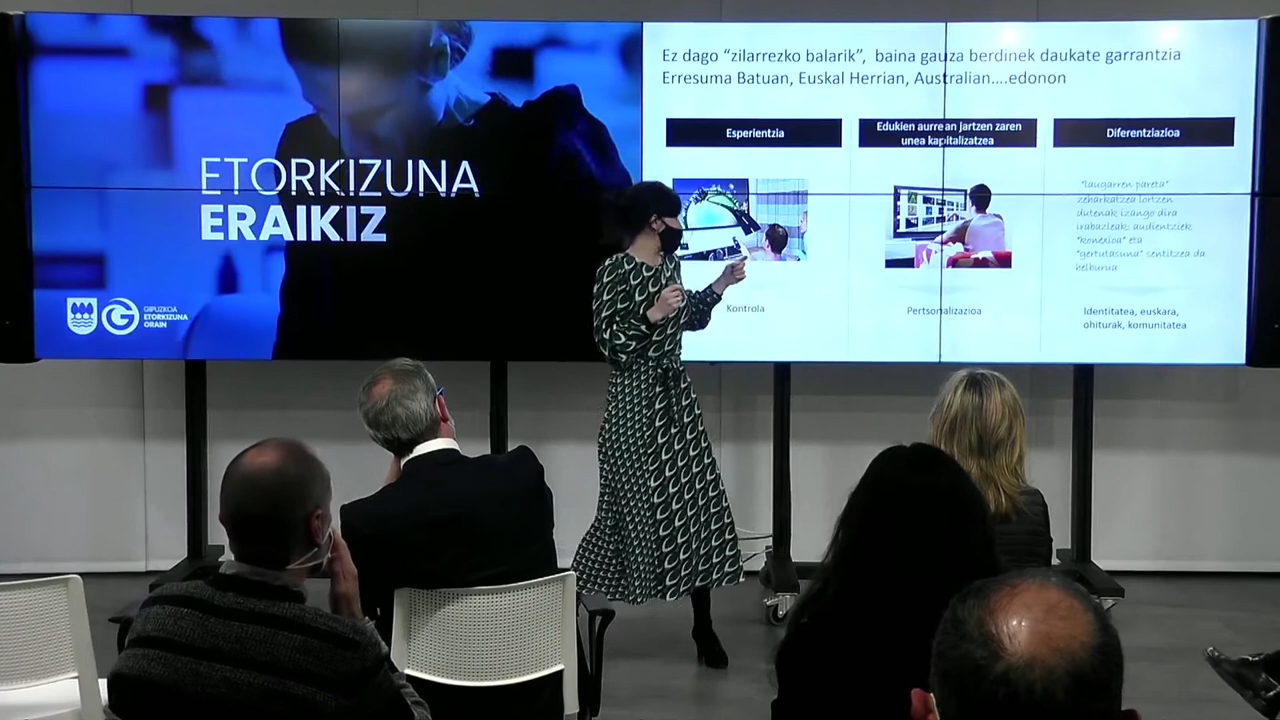 ETORKIZUNA
ERAIKIZ
GIPUZKOA
ETORKIZUNA
ORAIN
Ez dago “zilarrezko balarik”, baina gauza berdinek daukate garrantzia
Erresuma Batuan, Euskal Herrian, Australian....edonon
Esperientzia
Kontrola
Edukien aurrean jartzen zaren
unea kapitalizatzea
Pertsonalizazioa
Diferentziazioa
“laugarren pareta”
zeharkatzea lortzen
dutenak izango dira
irabazleak: audientziek
“konexioa” eta
“gertutasuna” sentitzea da
helburua
Identitatea, euskara,
ohiturak, komunitatea